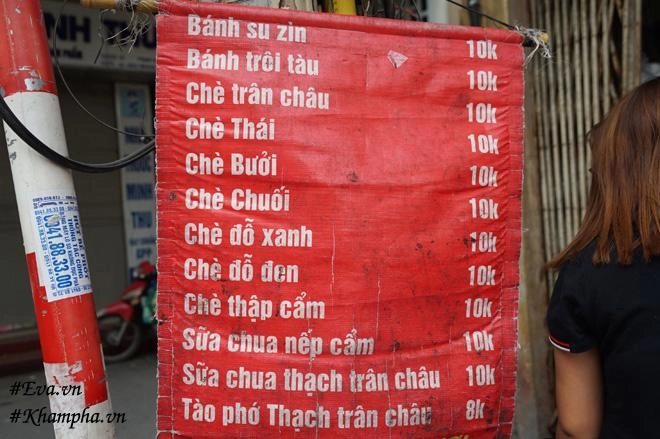 Bánh su zin 10k
Bánh trôi tàu 10k
Chè trân châu 10k
Chè Thái 10k
Chè Bưởi 10k
Chè Chuối 10k
Chè đỗ xanh 10k
Chè đỗ đen 10k
Chè thập cẩm 10k
Sữa chua nếp cẩm 10k
Sữa chua thạch trân châu 10k
Tào phớ Thạch trân châu 8k
#Eva.vn
#Khampha.vn